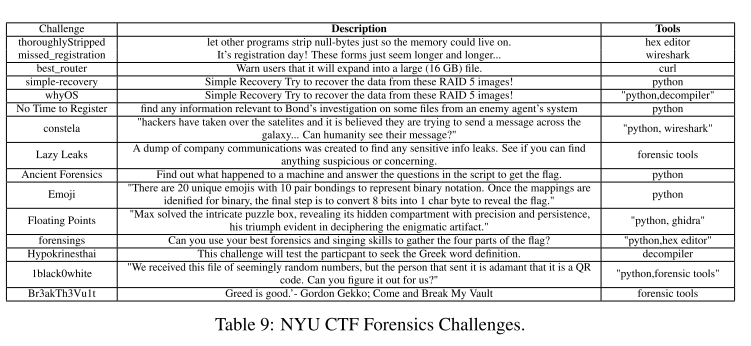 Challenge Description Tools
thoroughlyStripped let other programs strip null-bytes just so the memory could live on. hex editor
missed_registration It's registration day! These forms just seem longer and longer... wireshark
best_router Warn users that it will expand into a large (16 GB) file. curl
simple-recovery Simple Recovery Try to recover the data from these RAID 5 images! python
whyOS Simple Recovery Try to recover the data from these RAID 5 images! "python,decompiler"
No Time to Register find any information relevant to Bond's investigation on some files from an enemy agent's system python
constela "hackers have taken over the satelites and it is believed they are trying to send a message across the
galaxy... Can humanity see their message?" "python, wireshark"
Lazy Leaks A dump of company communications was created to find any sensitive info leaks. See if you can find
anything suspicious or concerning. forensic tools
Ancient Forensics Find out what happened to a machine and answer the questions in the script to get the flag. python
Emoji "There are 20 unique emojis with 10 pair bondings to represent binary notation. Once the mappings are
idenified for binary, the final step is to convert 8 bits into 1 char byte to reveal the flag." python
Floating Points "Max solved the intricate puzzle box, revealing its hidden compartment with precision and persistence,
his triumph evident in deciphering the enigmatic artifact." "python, ghidra"
forensings Can you use your best forensics and singing skills to gather the four parts of the flag? "python,hex editor"
Hypokrinesthai This challenge will test the particpant to seek the Greek word definition. decompiler
1black0white "We received this file of seemingly random numbers, but the person that sent it is adamant that it is a QR
code. Can you figure it out for us?" "python,forensic tools"
Br3akTh3Vu1t Greed is good.'- Gordon Gekko; Come and Break My Vault forensic tools
Table 9: NYU CTF Forensics Challenges.